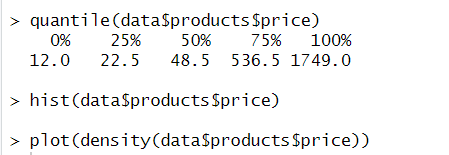 > quantile(data$products$price)
0% 25% 50% 75% 100%
12.0 22.5 48.5 536.5 1749.0
> hist(data$products$price)
> plot(density(data$products$price))